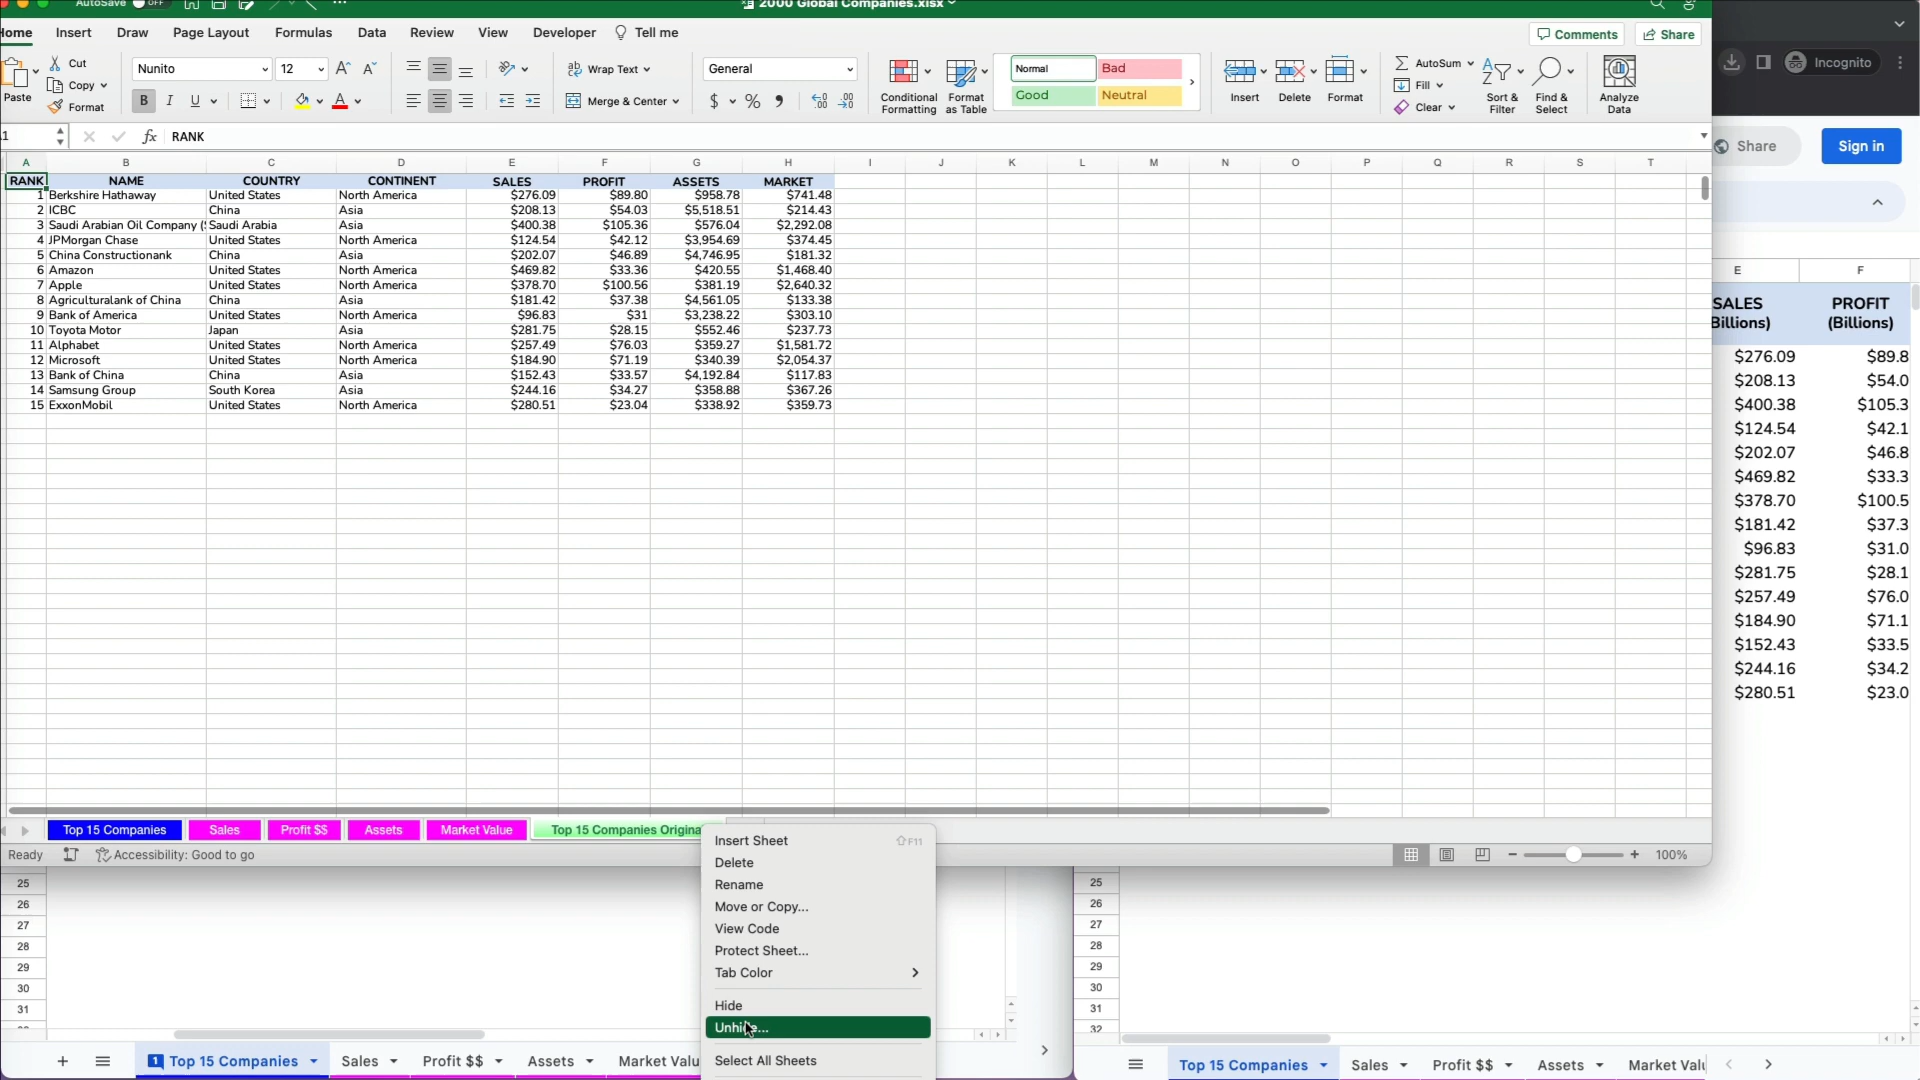 AutoSave OFF
2000 Global Companies.xlsx
Home Insert Draw Page Layout Formulas Data Review View Developer Tell me
Comments Share
Paste
Cut
Copy
Format
Nunito 12
B I U
Wrap Text
Merge & Center
General
$ %
Conditional Formatting
Format as Table
Normal Bad
Good Neutral
Insert Delete Format
AutoSum
Fill
Clear
Sort & Filter
Find & Select
Analyze Data
fx RANK
A B C D E F G H I J K L M N O P Q R S T
RANK NAME COUNTRY CONTINENT SALES PROFIT ASSETS MARKET
1 Berkshire Hathaway United States North America $276.09 $89.80 $958.78 $741.48
2 ICBC China Asia $208.13 $54.03 $5,518.51 $214.43
3 Saudi Arabian Oil Company ( Saudi Arabia Asia $400.38 $105.36 $576.04 $2,292.08
4 JPMorgan Chase United States North America $124.54 $42.12 $3,954.69 $374.45
5 China Constructionank China Asia $202.07 $46.89 $4,746.95 $181.32
6 Amazon United States North America $469.82 $33.36 $420.55 $1,468.40
7 Apple United States North America $378.70 $100.56 $381.19 $2,640.32
8 Agriculturalank of China China Asia $181.42 $37.38 $4,561.05 $133.38
9 Bank of America United States North America $96.83 $31 $3,238.22 $303.10
10 Toyota Motor Japan Asia $281.75 $28.15 $552.46 $237.73
11 Alphabet United States North America $257.49 $76.03 $359.27 $1,581.72
12 Microsoft United States North America $184.90 $71.19 $340.39 $2,054.37
13 Bank of China China Asia $152.43 $33.57 $4,192.84 $117.83
14 Samsung Group South Korea Asia $244.16 $34.27 $358.88 $367.26
15 ExxonMobil United States North America $280.51 $23.04 $338.92 $359.73
Top 15 Companies Sales Profit $$ Assets Market Value Top 15 Companies Origina
Ready Accessibility: Good to go
100%
Insert Sheet ⇧F11
Delete
Rename
Move or Copy...
View Code
Protect Sheet...
Tab Color
Hide
Unhide...
Select All Sheets
25
26
27
28
29
30
31
1 Top 15 Companies Sales Profit $$ Assets Market Valu
Incognito
Share Sign in
E F
SALES PROFIT
Billions) (Billions)
$276.09 $89.8
$208.13 $54.0
$400.38 $105.3
$124.54 $42.1
$202.07 $46.8
$469.82 $33.3
$378.70 $100.5
$181.42 $37.3
$96.83 $31.0
$281.75 $28.1
$257.49 $76.0
$184.90 $71.1
$152.43 $33.5
$244.16 $34.2
$280.51 $23.0
25
26
27
28
29
30
31
32
Top 15 Companies Sales Profit $$ Assets Market Valu